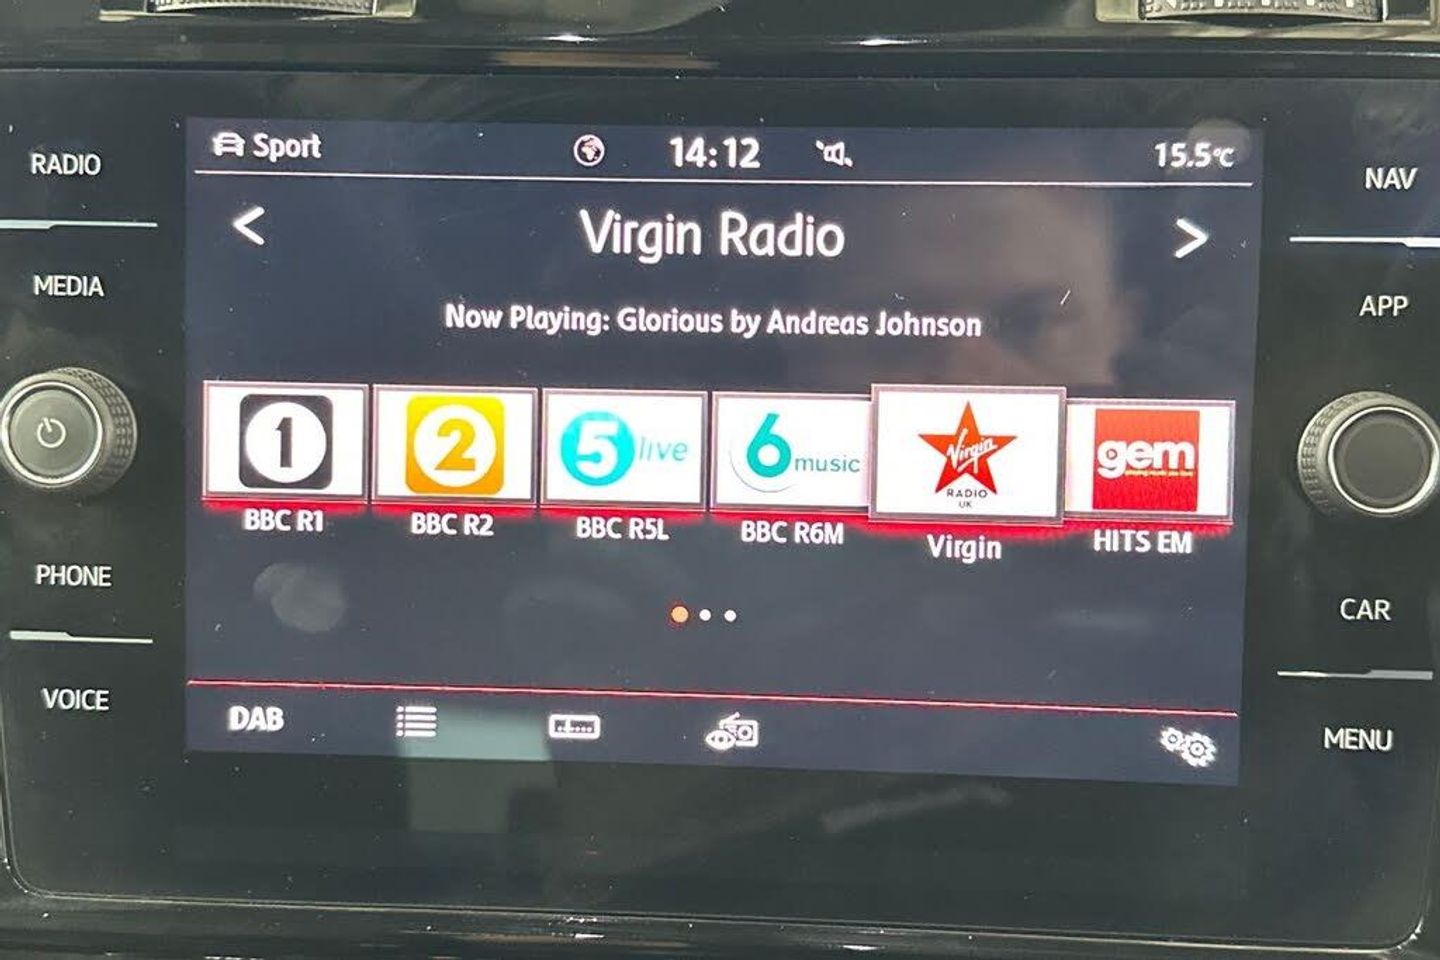 RADIO
MEDIA
PHONE
VOICE
Sport
14:12
15.5°C
<
Virgin Radio
>
Now Playing: Glorious by Andreas Johnson
1
2
5 live
6 music
Virgin
RADIO
UK
gem
BBC R1
BBC R2
BBC R5L
BBC R6M
Virgin
HITS EM
DAB
NAV
APP
CAR
MENU